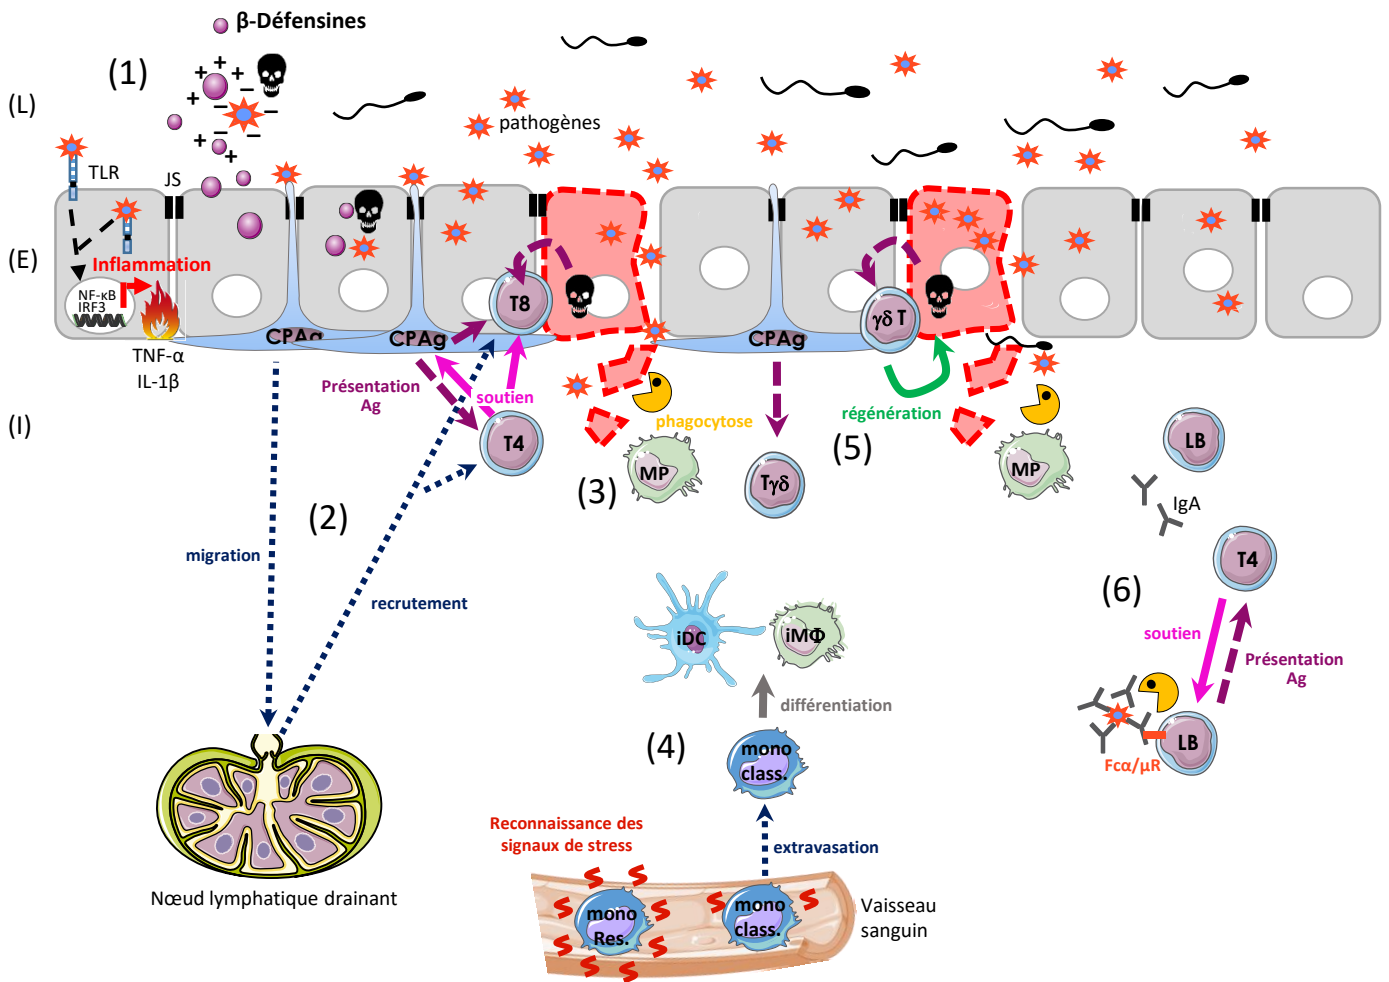 β-Défensines
(1)
(L)
pathogènes
TLR
JS
(E)
Inflammation
NF-κB
IRF3
T8
γδ T
CPAg
CPAg
CPAg
TNF-α
IL-1β
Présentation
Ag
soutien
régénération
(I)
T4
phagocytose
(5)
LB
MP
MP
(3)
Tγδ
IgA
(2)
migration
T4
recrutement
(6)
iDC
iMΦ
soutien
Présentation
Ag
différentiation
(4)
mono
class.
LB
Fcα/μR
Reconnaissance des
signaux de stress
extravasation
Nœud lymphatique drainant
mono
Res.
mono
class.
Vaisseau
sanguin